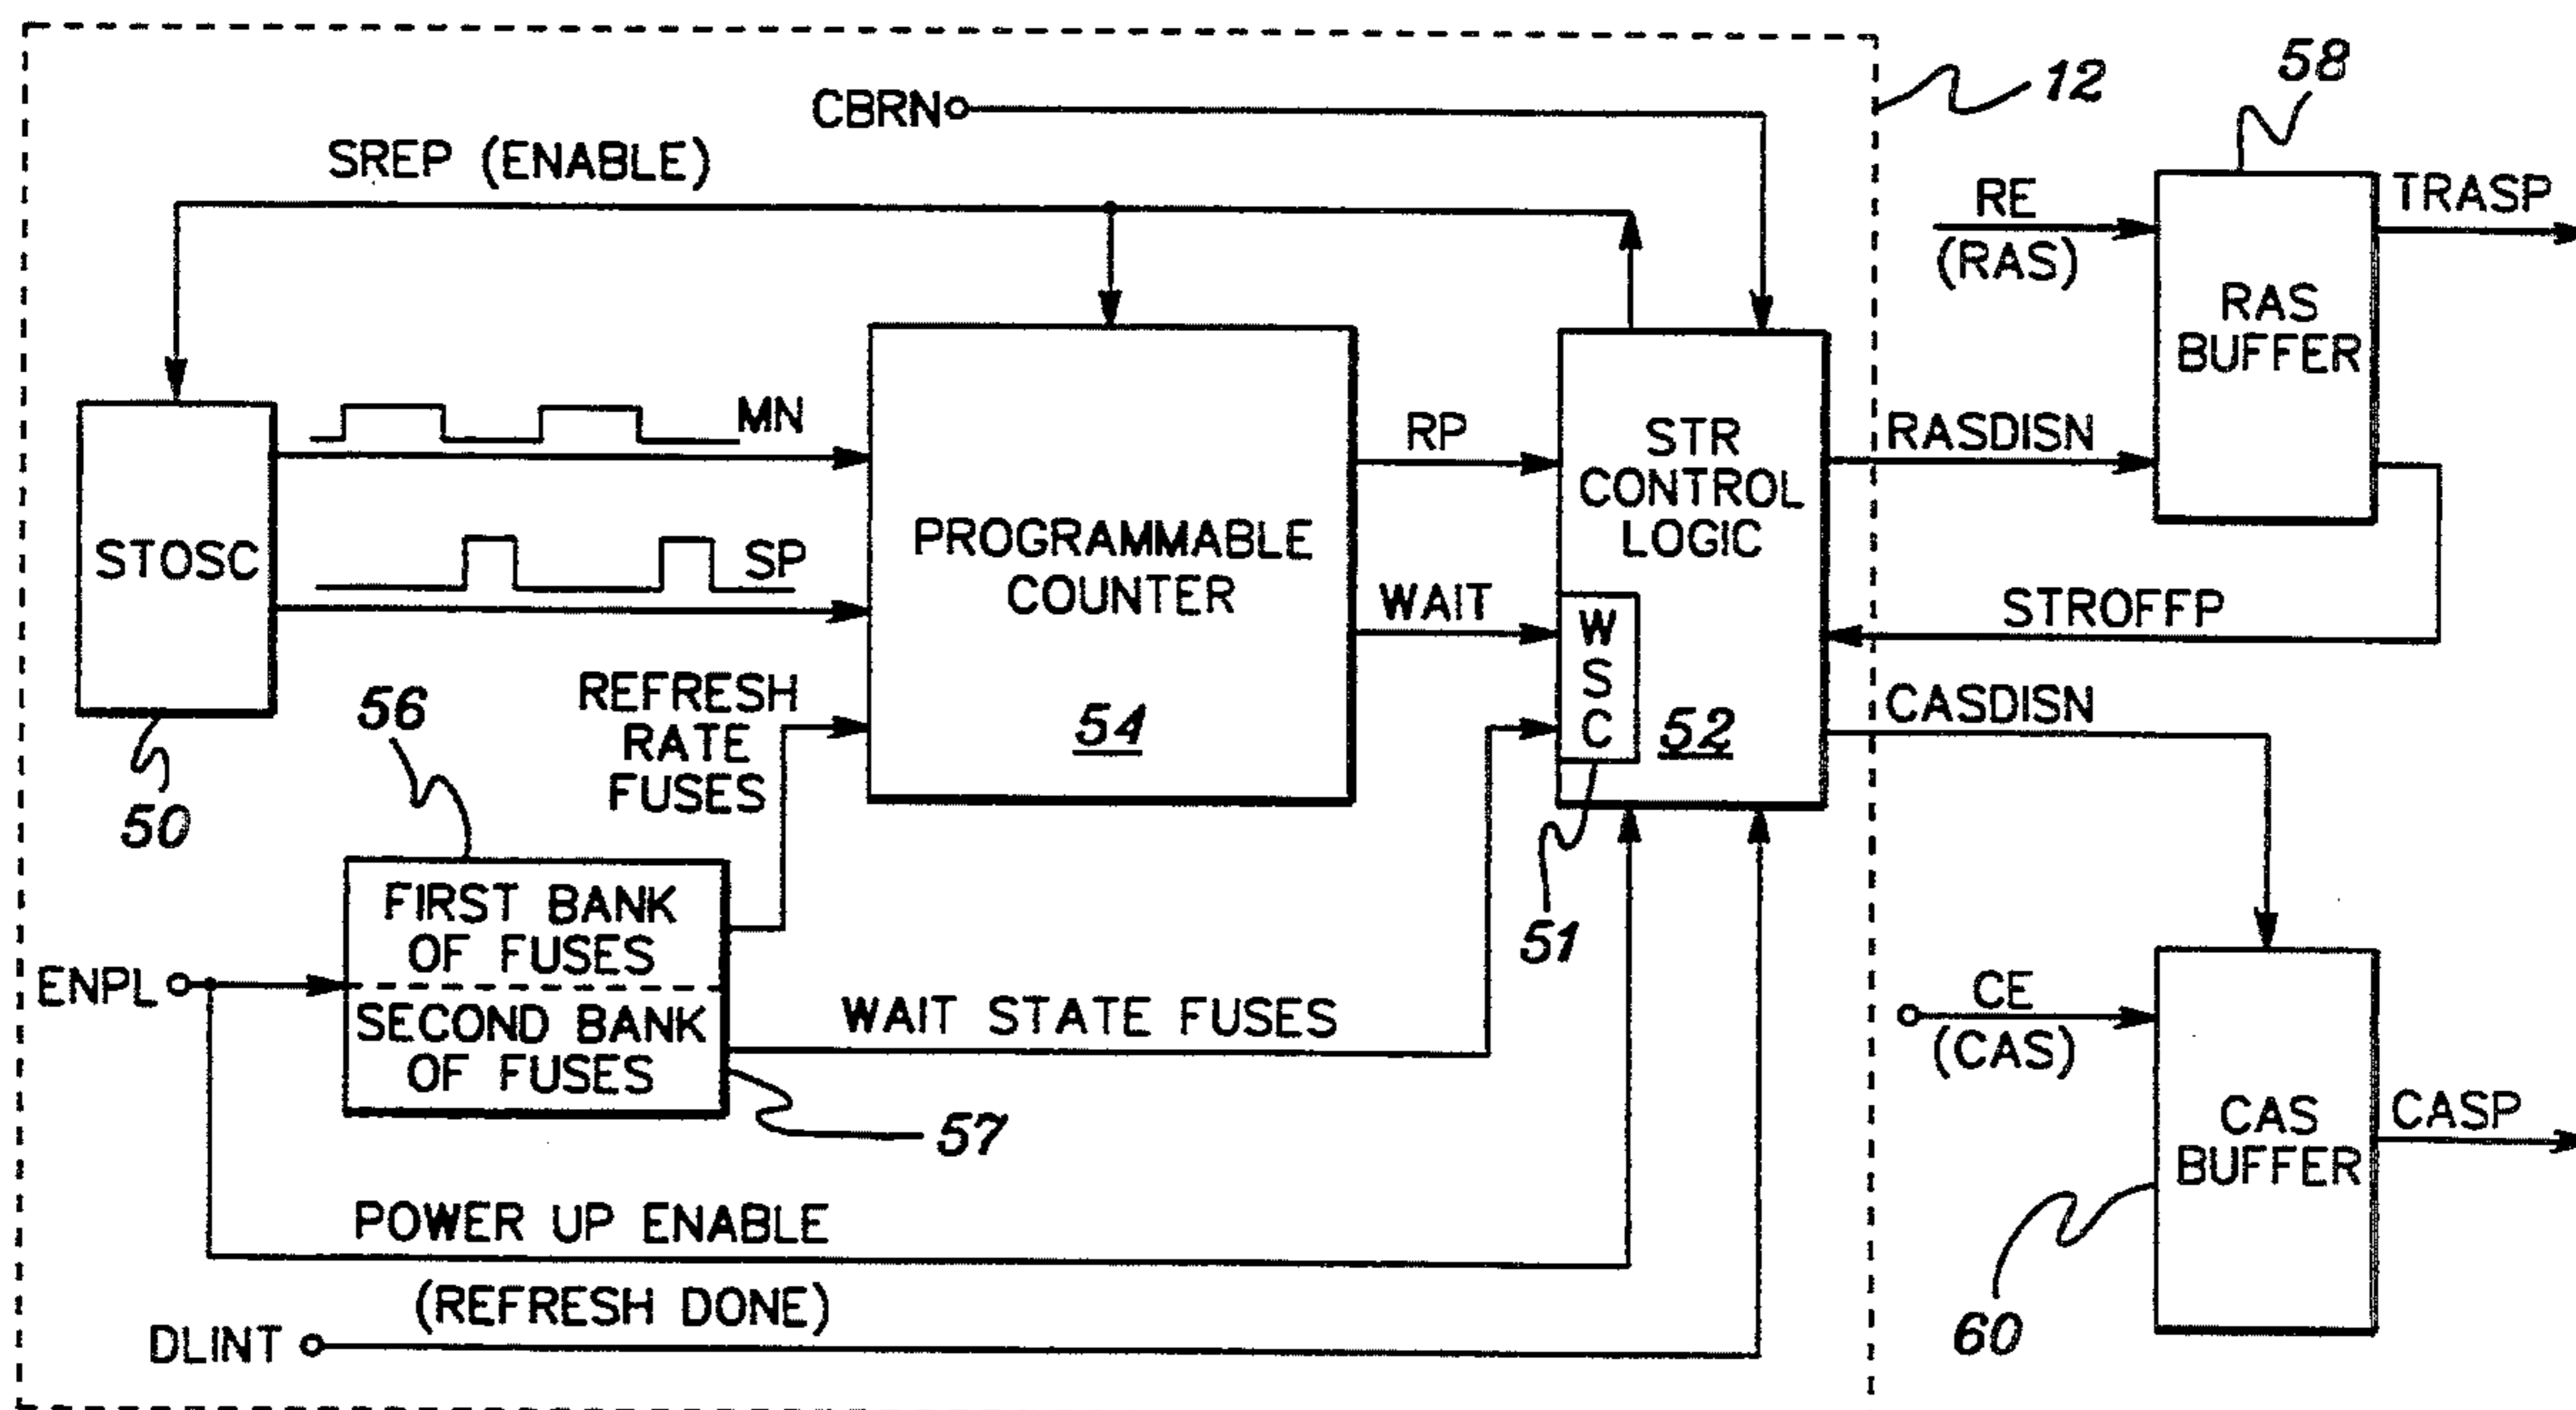 CBRN
12
58
SREP (ENABLE)
RE
(RAS)
TRASP
RAS
BUFFER
MN
RP
STR
CONTROL
LOGIC
RASDISN
STOSC
SP
PROGRAMMABLE
COUNTER
54
WAIT
W
S
C
52
STROFFP
CASDISN
50
56
REFRESH
RATE
FUSES
51
FIRST BANK
OF FUSES
ENPL
SECOND BANK
OF FUSES
WAIT STATE FUSES
57
CE
(CAS)
CAS
BUFFER
CASP
60
POWER UP ENABLE
(REFRESH DONE)
DLINT